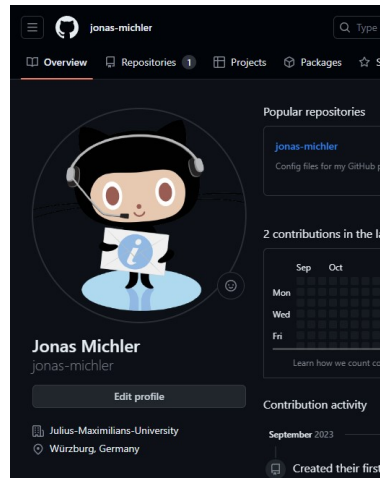 jonas-michler
Type
Overview
Repositories 1
Projects
Packages
Popular repositories
jonas-michler
Config files for my GitHub
2 contributions in the
Sep Oct
Mon
Wed
Fri
Learn how we count
Jonas Michler
jonas-michler
Edit profile
Julius-Maximilians-University
Würzburg, Germany
Contribution activity
September 2023
Created their first